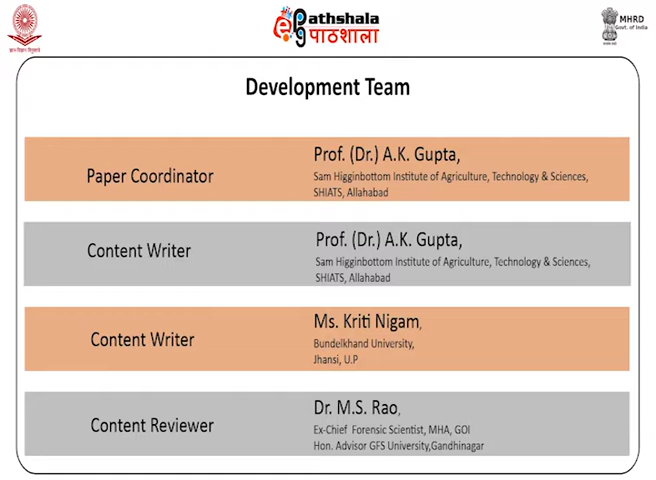 ePathshala
पाठशाला
MHRD
Govt. of India
ज्ञान-विज्ञान विमुक्तये
Development Team
Paper Coordinator
Prof. (Dr.) A.K. Gupta,
Sam Higginbottom Institute of Agriculture, Technology & Sciences,
SHIATS, Allahabad
Content Writer
Prof. (Dr.) A.K. Gupta,
Sam Higginbottom Institute of Agriculture, Technology & Sciences,
SHIATS, Allahabad
Content Writer
Ms. Kriti Nigam,
Bundelkhand University,
Jhansi, U.P
Content Reviewer
Dr. M.S. Rao,
Ex-Chief Forensic Scientist, MHA, GOI
Hon. Advisor GFS University,Gandhinagar